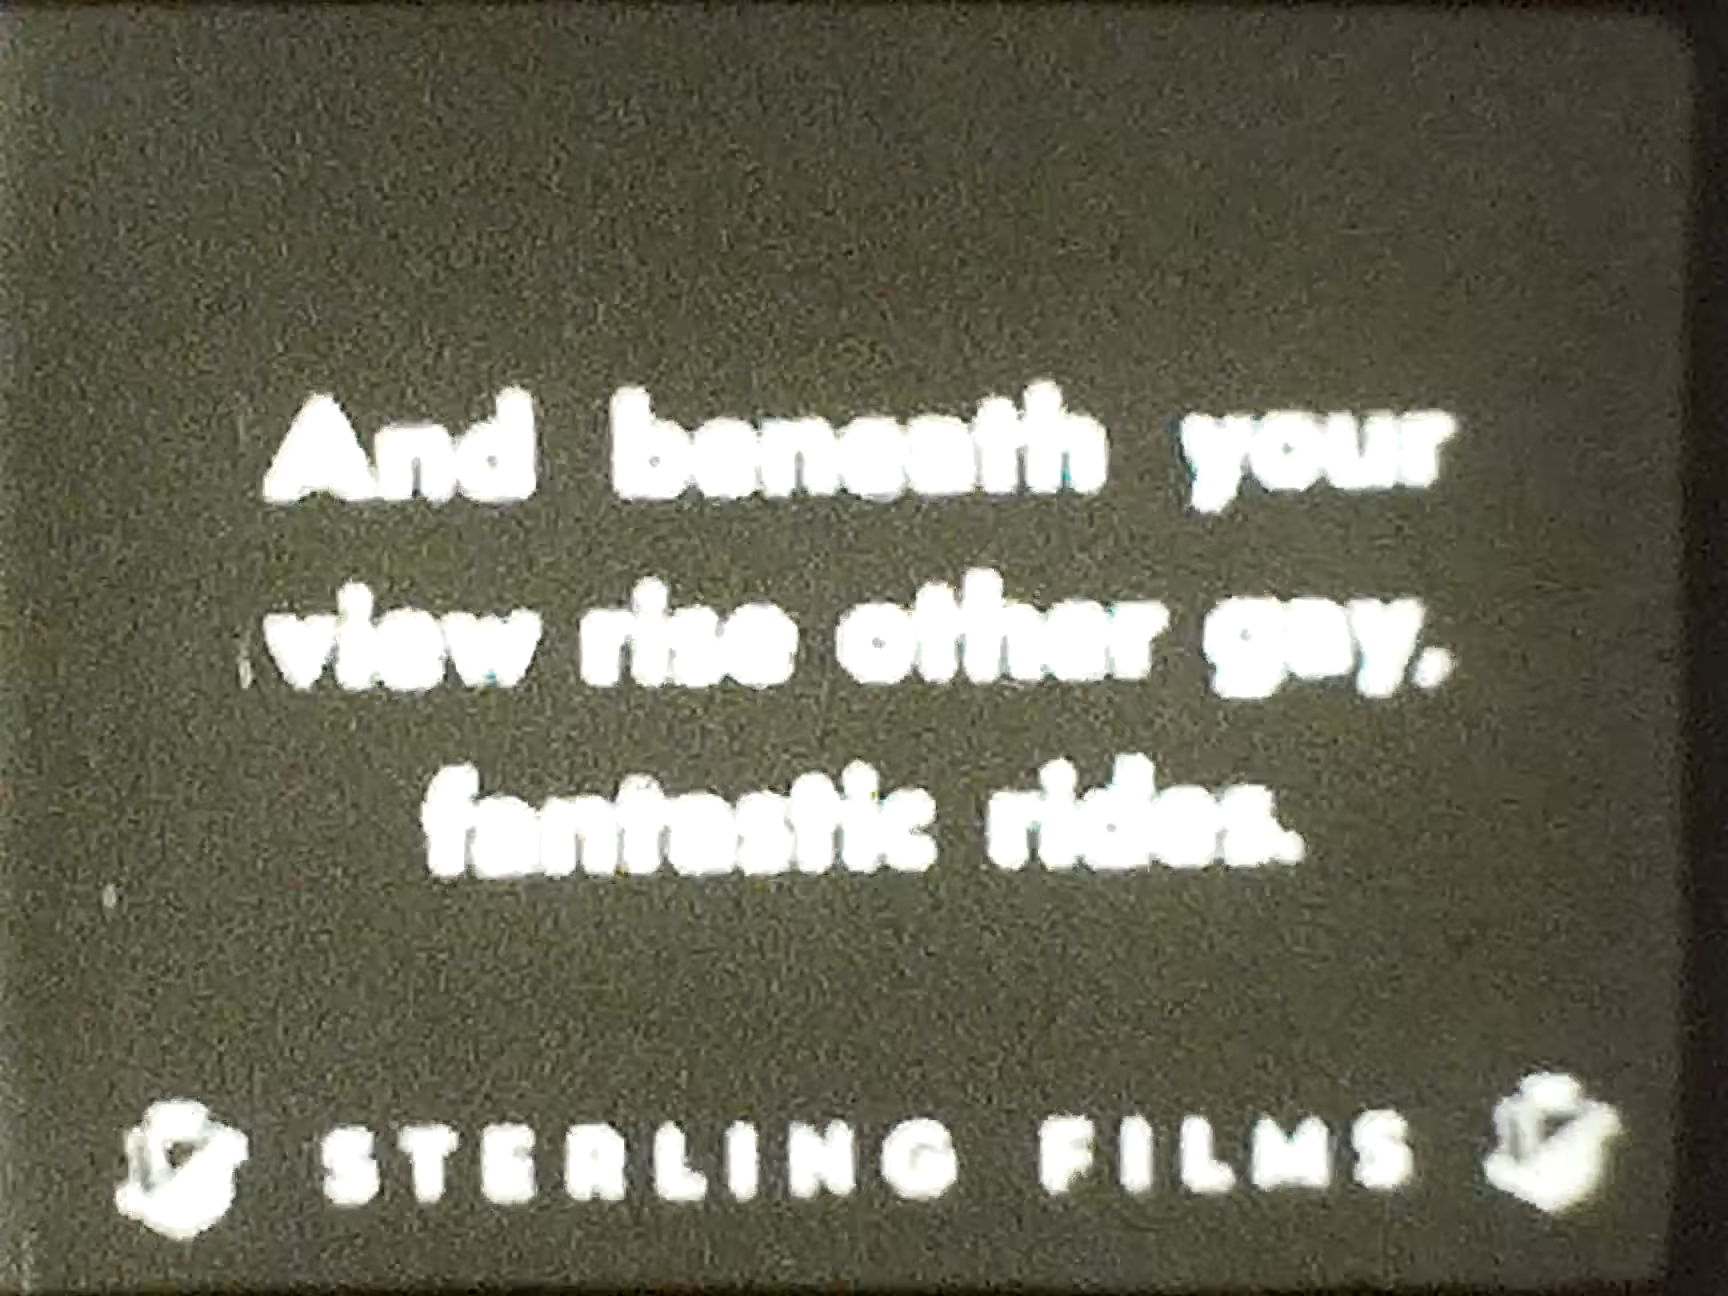 And beneath your
view rise other gay,
fantastic rides.
STERLING FILMS